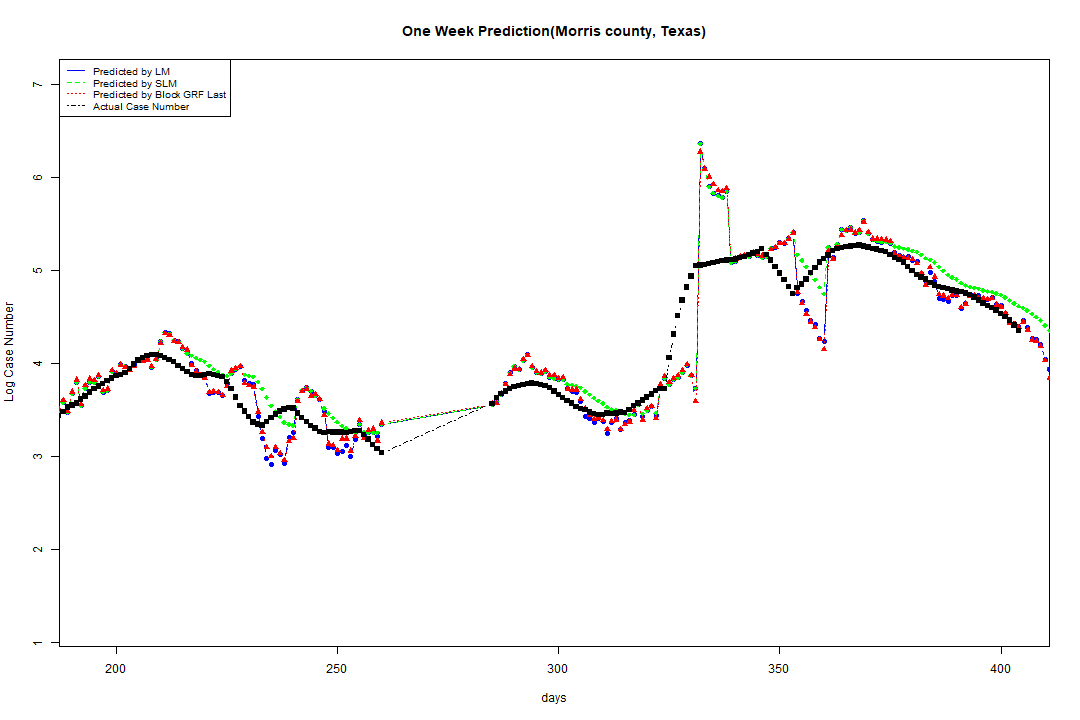 One Week Prediction(Morris county, Texas)
Predicted by LM
Predicted by SLM
Predicted by Block GRF Last
Actual Case Number
7
6
5
4
3
2
1
Log Case Number
200 250 300 350 400
days